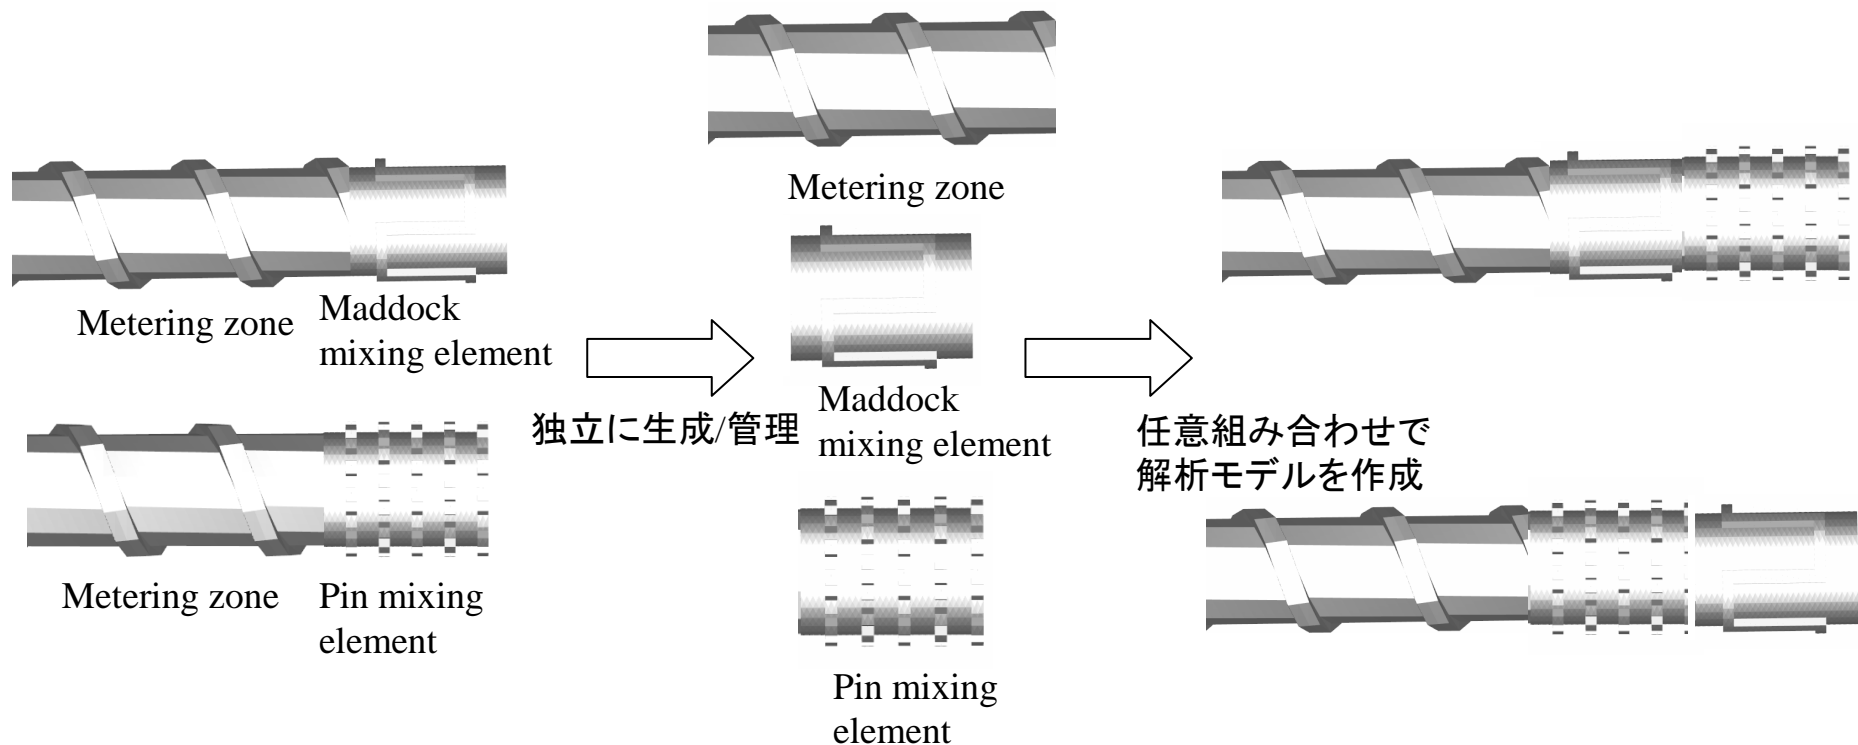 Metering zone
Maddock
mixing element
Metering zone
Pin mixing
element
独立に生成/管理
Metering zone
Maddock
mixing element
Pin mixing
element
任意組み合わせで
解析モデルを作成